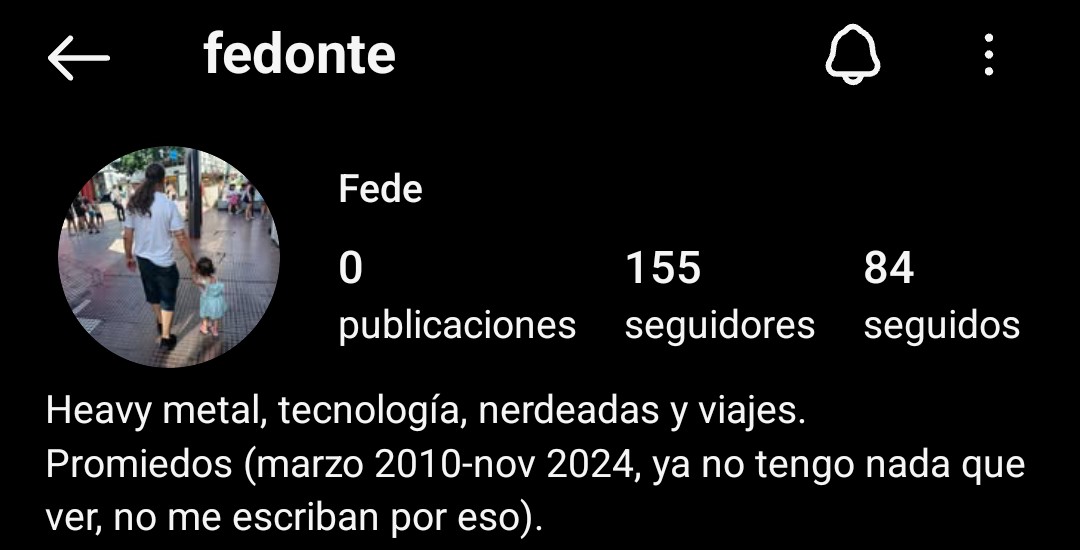 fedonte
Fede
0 155 84
publicaciones seguidores seguidos
Heavy metal, tecnología, nerdeadas y viajes.
Promiedos (marzo 2010-nov 2024, ya no tengo nada que
ver, no me escriban por eso).